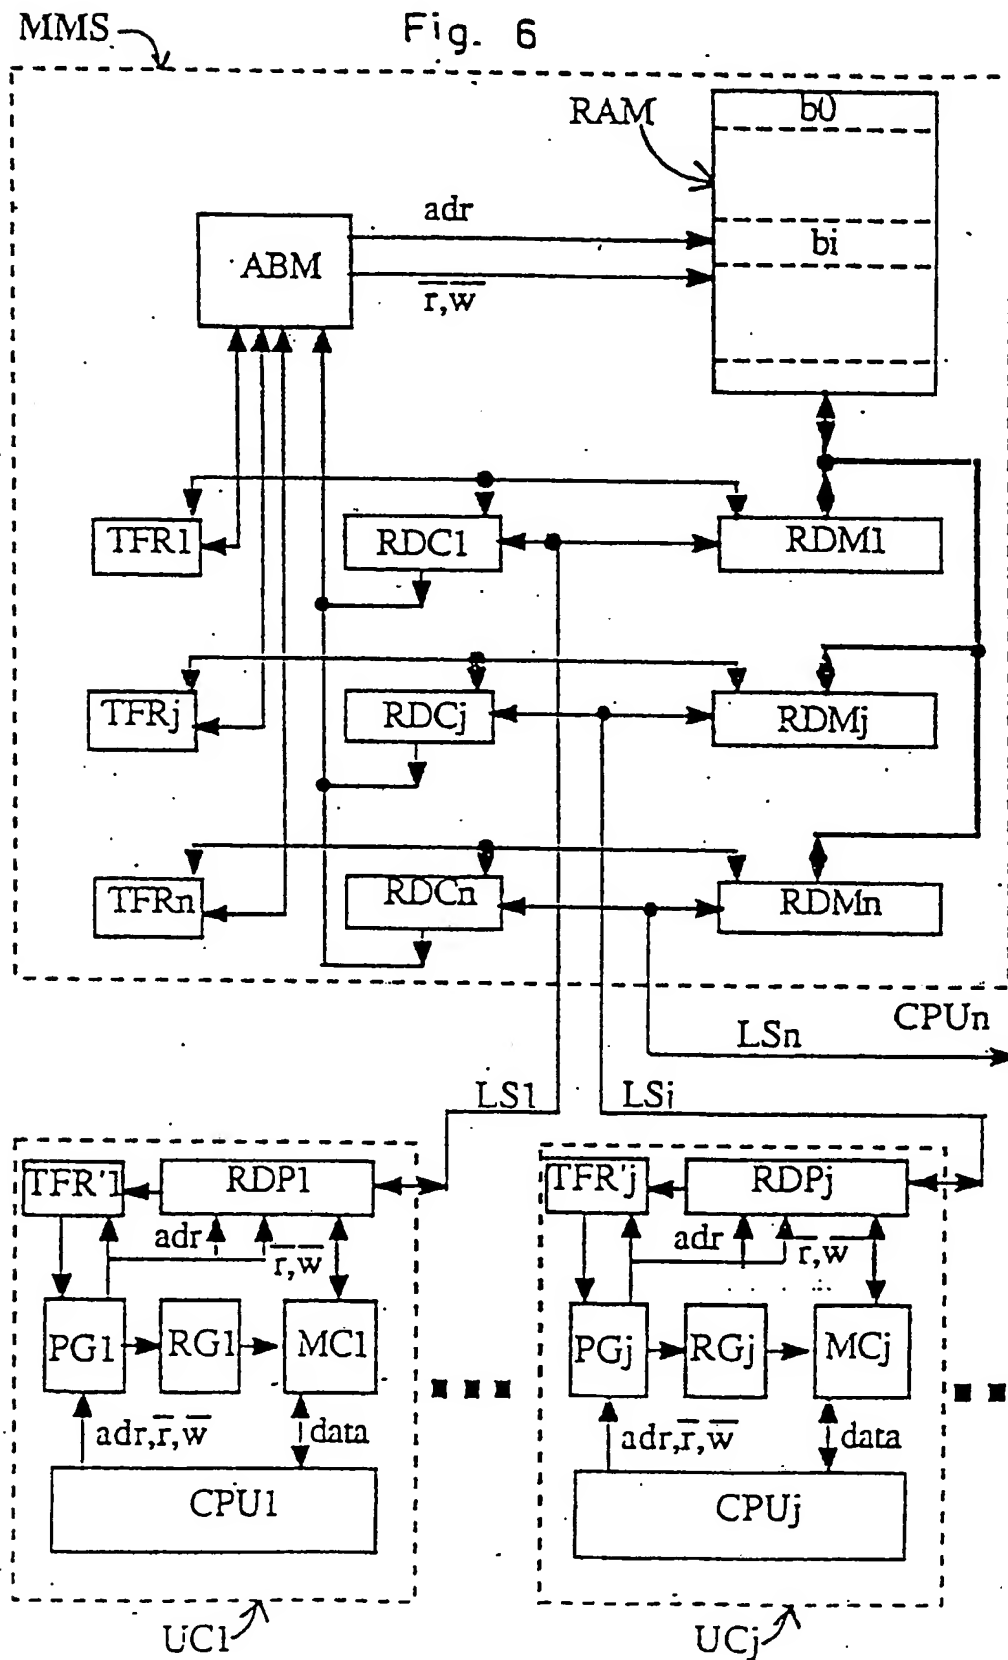 MMS
Fig. 6
RAM
b0
adr
ABM
bi
r̅,w̅
TFR1
RDC1
RDM1
TFRj
RDCj
RDMj
TFRn
RDCn
RDMn
CPUn
LSn
LS1
LSi
TFR'1
RDP1
TFR'j
RDPj
adr
r̅,w̅
adr
r̅,w̅
PG1
RG1
MC1
PGj
RGj
MCj
adr,r̅,w̅
data
adr,r̅,w̅
data
CPU1
CPUj
UC1
UCj